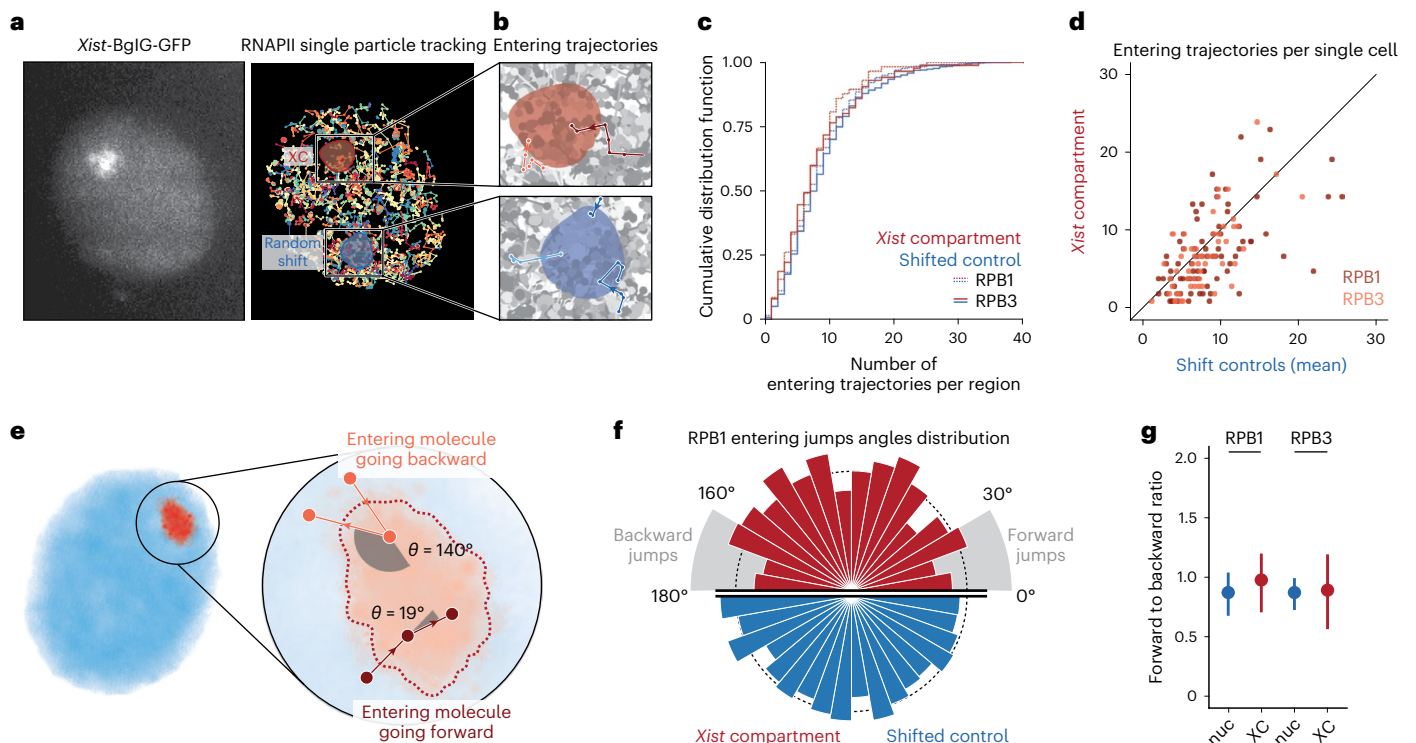 a
Xist-BglG-GFP
RNAPII single particle tracking
XC
Random
shift
b
Entering trajectories
c
Cumulative distribution function
1.00
0.75
0.50
0.25
0
0
10
20
30
40
Number of
entering trajectories per region
Xist compartment
Shifted control
RPB1
RPB3
d
Entering trajectories per single cell
Xist compartment
30
20
10
0
0
10
20
30
Shift controls (mean)
RPB1
RPB3
e
Entering molecule
going backward
θ = 140°
θ = 19°
Entering molecule
going forward
f
RPB1 entering jumps angles distribution
160°
30°
Backward
jumps
Forward
jumps
180°
0°
Xist compartment
Shifted control
g
RPB1
RPB3
Forward to backward ratio
2.0
1.5
1.0
0.5
0
nuc
XC
nuc
XC